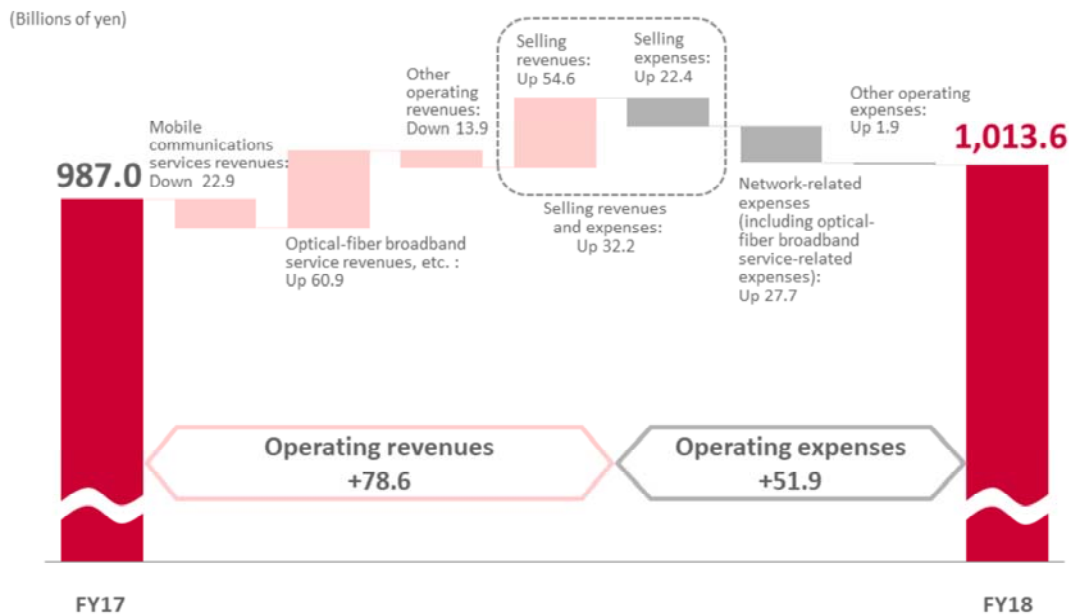 (Billions of yen)
987.0
Mobile
communications
services revenues:
Down 22.9
Optical-fiber broadband
service revenues, etc. :
Up 60.9
Other
operating
revenues:
Down 13.9
Selling
revenues:
Up 54.6
Selling
expenses:
Up 22.4
Selling revenues
and expenses:
Up 32.2
Network-related
expenses
(including optical-
fiber broadband
service-related
expenses):
Up 27.7
Other operating
expenses:
Up 1.9
1,013.6
Operating revenues
+78.6
Operating expenses
+51.9
FY17
FY18